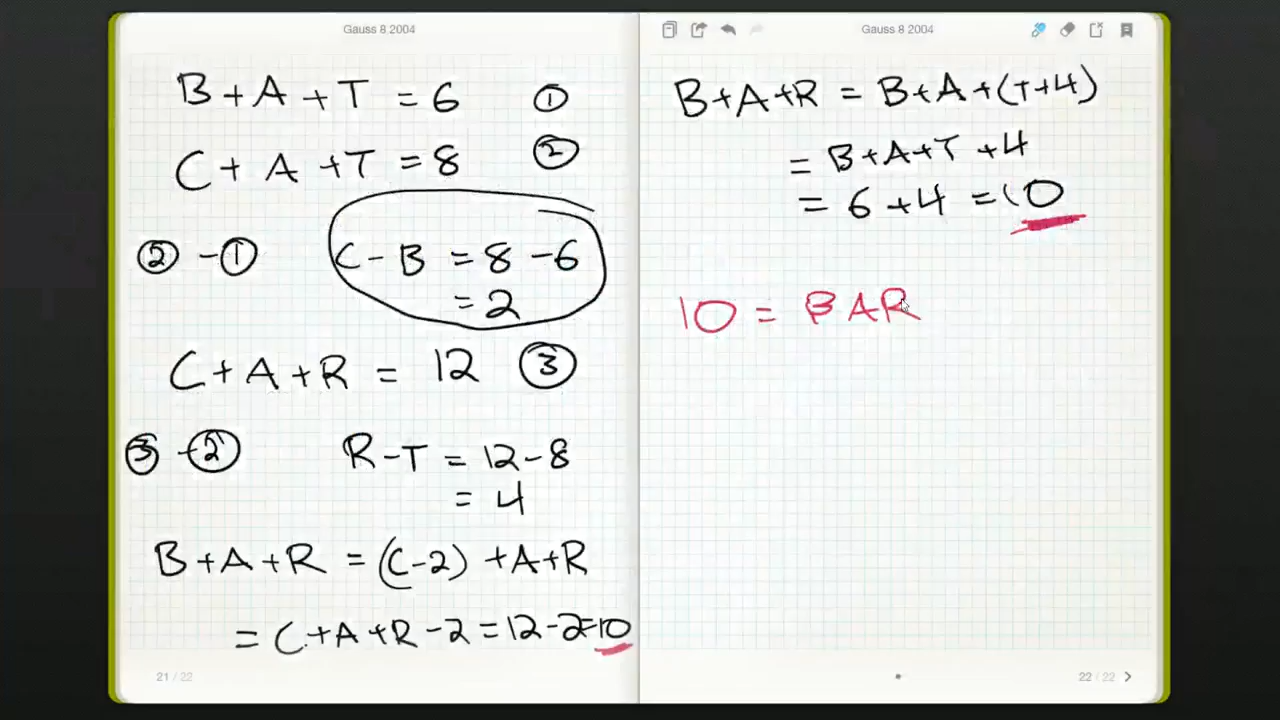 Gauss 8 2004
B+A+T = 6 ①
C+A+T = 8 ②
② - ① C - B = 8 - 6
= 2
C+A+R = 12 ③
③ - ② R - T = 12 - 8
= 4
B+A+R = (C-2) +A+R
= C+A+R-2 = 12-2=10
21 / 22
Gauss 8 2004
B+A+R = B+A+(T+4)
= B+A+T +4
= 6 + 4 = 10
10 = BAR
22 / 22